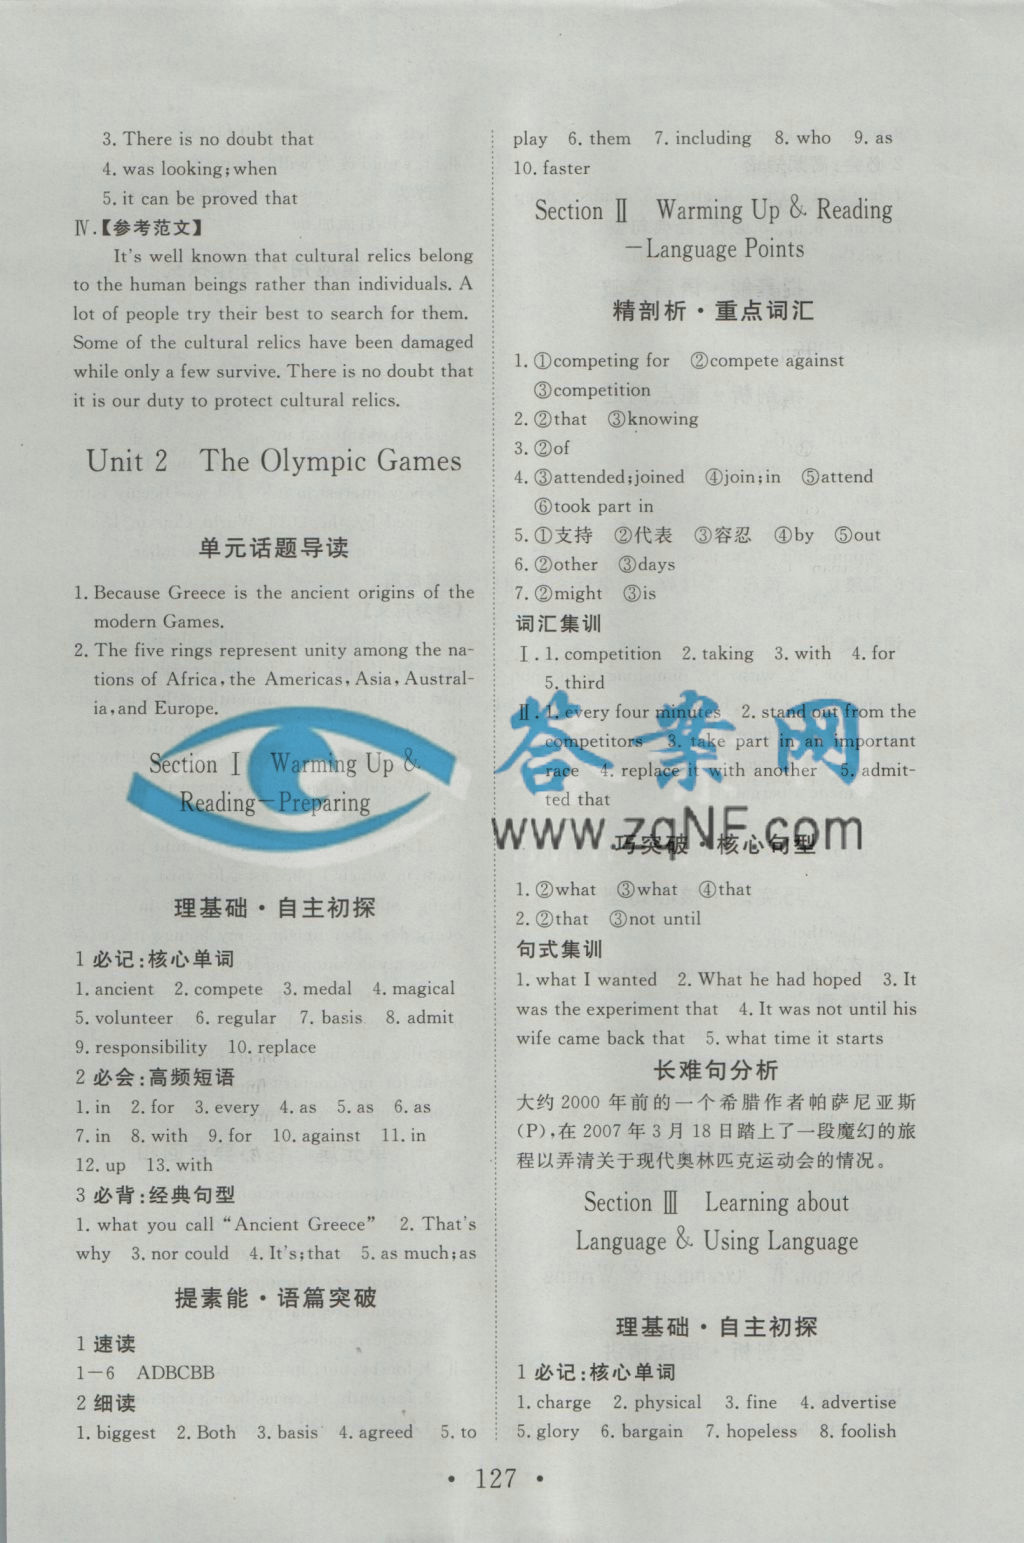 3. There is no doubt that
4. was looking;when
5. it can be proved that
Ⅳ.【参考范文】
It's well known that cultural relics belong
to the human beings rather than individuals. A
lot of people try their best to search for them.
Some of the cultural relics have been damaged
while only a few survive. There is no doubt that
it is our duty to protect cultural relics.
Unit 2 The Olympic Games
单元话题导读
1. Because Greece is the ancient origins of the
modern Games.
2. The five rings represent unity among the na-
tions of Africa,the Americas,Asia,Austral-
ia,and Europe.
Section Ⅰ Warming Up &
Reading—Preparing
理基础·自主初探
1 必记:核心单词
1. ancient 2. compete 3. medal 4. magical
5. volunteer 6. regular 7. basis 8. admit
9. responsibility 10. replace
2 必会:高频短语
1. in 2. for 3. every 4. as 5. as 6. as
7. in 8. with 9. for 10. against 11. in
12. up 13. with
3 必背:经典句型
1. what you call “Ancient Greece” 2. That's
why 3. nor could 4. It's;that 5. as much;as
提素能·语篇突破
1 速读
1—6 ADBCBB
2 细读
1. biggest 2. Both 3. basis 4. agreed 5. to
play 6. them 7. including 8. who 9. as
10. faster
Section Ⅱ Warming Up & Reading
—Language Points
精剖析·重点词汇
1. ①competing for ②compete against
③competition
2. ②that ③knowing
3. ②of
4. ③attended;joined ④join;in ⑤attend
⑥took part in
5. ①支持 ②代表 ③容忍 ④by ⑤out
6. ②other ③days
7. ②might ③is
词汇集训
Ⅰ. 1. competition 2. taking 3. with 4. for
5. third
Ⅱ. 1. every four minutes 2. stand out from the
competitors 3. take part in an important
race 4. replace it with another 5. admit-
ted that
巧突破·核心句型
1. ②what ③what ④that
2. ②that ③not until
句式集训
1. what I wanted 2. What he had hoped 3. It
was the experiment that 4. It was not until his
wife came back that 5. what time it starts
长难句分析
大约 2000 年前的一个希腊作者帕萨尼亚斯
(P),在 2007 年 3 月 18 日踏上了一段魔幻的旅
程以弄清关于现代奥林匹克运动会的情况。
Section Ⅲ Learning about
Language & Using Language
理基础·自主初探
1 必记:核心单词
1. charge 2. physical 3. fine 4. advertise
5. glory 6. bargain 7. hopeless 8. foolish
· 127 ·
答案网
www.zqNF.com